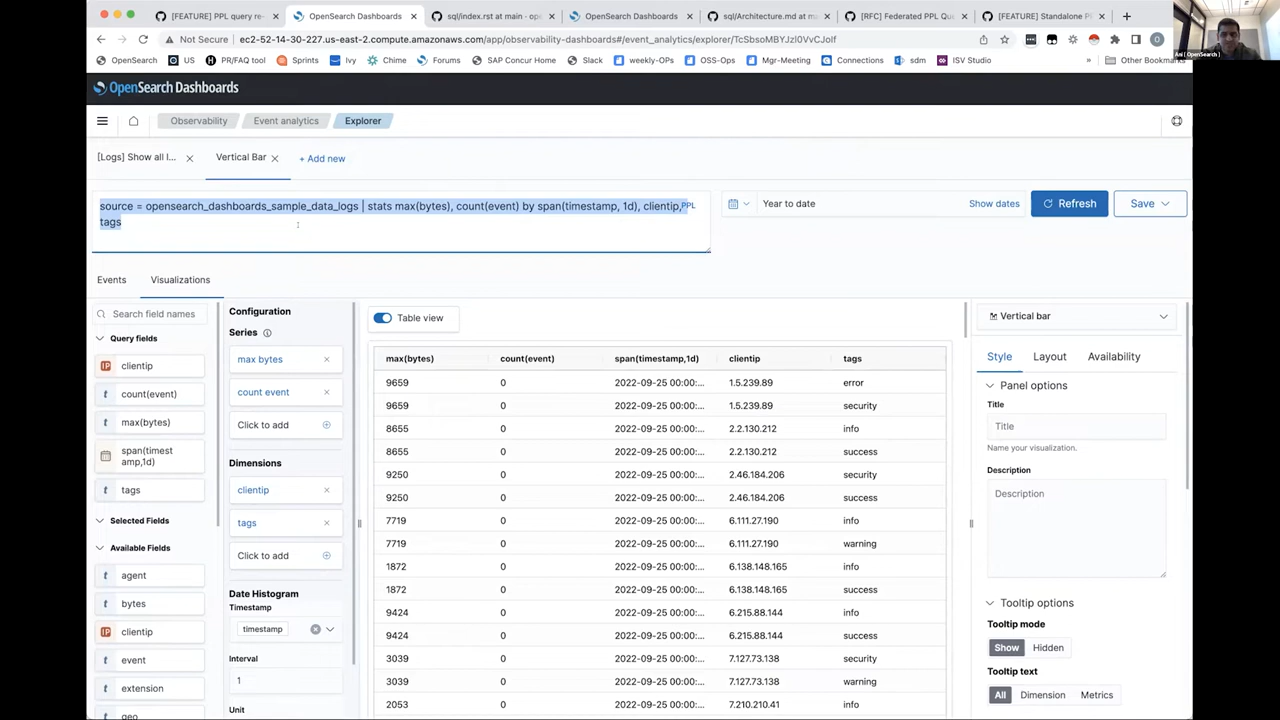 [FEATURE] PPL query re-
OpenSearch Dashboards
sql/index.rst at main · ope
OpenSearch Dashboards
sql/Architecture.md at ma
[RFC] Federated PPL Qu
[FEATURE] Standalone P
Not Secure
ec2-52-14-30-227.us-east-2.compute.amazonaws.com/app/observability-dashboards#/event_analytics/explorer/TcSbsoMBYJzI0VvCJolf
OpenSearch
US
PR/FAQ tool
Sprints
Ivy
Chime
Forums
SAP Concur Home
Slack
weekly-OPs
OSS-Ops
Mgr-Meeting
Connections
sdm
ISV Studio
»
Other Bookmarks
Ani [ OpenSearch ]
OpenSearch Dashboards
Observability
Event analytics
Explorer
[Logs] Show all l...
Vertical Bar
+ Add new
source = opensearch_dashboards_sample_data_logs | stats max(bytes), count(event) by span(timestamp, 1d), clientip,
tags
PPL
Year to date
Show dates
Refresh
Save
Events
Visualizations
Search field names
Query fields
clientip
count(event)
max(bytes)
span(timest
amp,1d)
tags
Selected Fields
Available Fields
agent
bytes
clientip
event
extension
geo
Configuration
Series
max bytes
count event
Click to add
Dimensions
clientip
tags
Click to add
Date Histogram
Timestamp
timestamp
Interval
1
Unit
Table view
max(bytes) count(event) span(timestamp,1d) clientip tags
9659 0 2022-09-25 00:00:... 1.5.239.89 error
9659 0 2022-09-25 00:00:... 1.5.239.89 security
8655 0 2022-09-25 00:00:... 2.2.130.212 info
8655 0 2022-09-25 00:00:... 2.2.130.212 success
9250 0 2022-09-25 00:00:... 2.46.184.206 security
9250 0 2022-09-25 00:00:... 2.46.184.206 success
7719 0 2022-09-25 00:00:... 6.111.27.190 info
7719 0 2022-09-25 00:00:... 6.111.27.190 warning
1872 0 2022-09-25 00:00:... 6.138.148.165 info
1872 0 2022-09-25 00:00:... 6.138.148.165 success
9424 0 2022-09-25 00:00:... 6.215.88.144 info
9424 0 2022-09-25 00:00:... 6.215.88.144 success
3039 0 2022-09-25 00:00:... 7.127.73.138 security
3039 0 2022-09-25 00:00:... 7.127.73.138 warning
2053 0 2022-09-25 00:00:... 7.210.210.41 info
Vertical bar
Style
Layout
Availability
Panel options
Title
Title
Name your visualization.
Description
Description
Tooltip options
Tooltip mode
Show
Hidden
Tooltip text
All
Dimension
Metrics